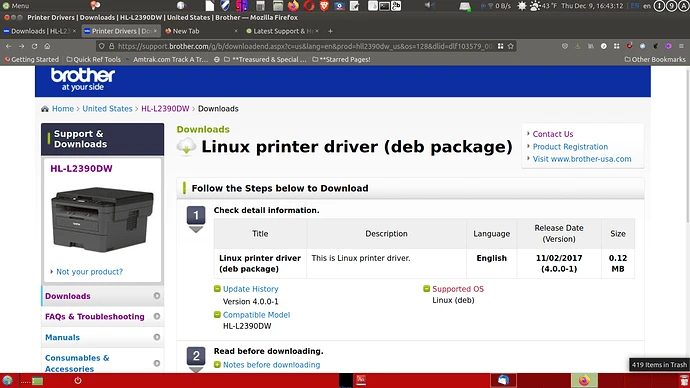 Menu
0 B/s
43 °F
Thu Dec 9, 16:43:12
en
Printer Drivers | Downloads | HL-L2390DW | United States | Brother — Mozilla Firefox
Downloads | HL-L23
Printer Drivers | Do
New Tab
Latest Support & H
https://support.brother.com/g/b/downloadend.aspx?c=us&lang=en&prod=hll2390dw_us&os=128&dlid=dlf103579_00
Getting Started
Quick Ref Tools
Amtrak.com Track A Tr...
**Treasured & Special ...
**Starred Pages!
Other Bookmarks
brother
at your side
Home › United States › HL-L2390DW › Downloads
Support &
Downloads
HL-L2390DW
Not your product?
Downloads
FAQs & Troubleshooting
Manuals
Consumables &
Accessories
Downloads
Linux printer driver (deb package)
Contact Us
Product Registration
Visit www.brother-usa.com
Follow the Steps below to Download
1
Check detail information.
Title
Description
Language
Release Date
(Version)
Size
Linux printer driver
(deb package)
This is Linux printer driver.
English
11/02/2017
(4.0.0-1)
0.12
MB
Update History
Version 4.0.0-1
Supported OS
Linux (deb)
Compatible Model
HL-L2390DW
2
Read before downloading.
Notes before downloading
419 Items in Trash